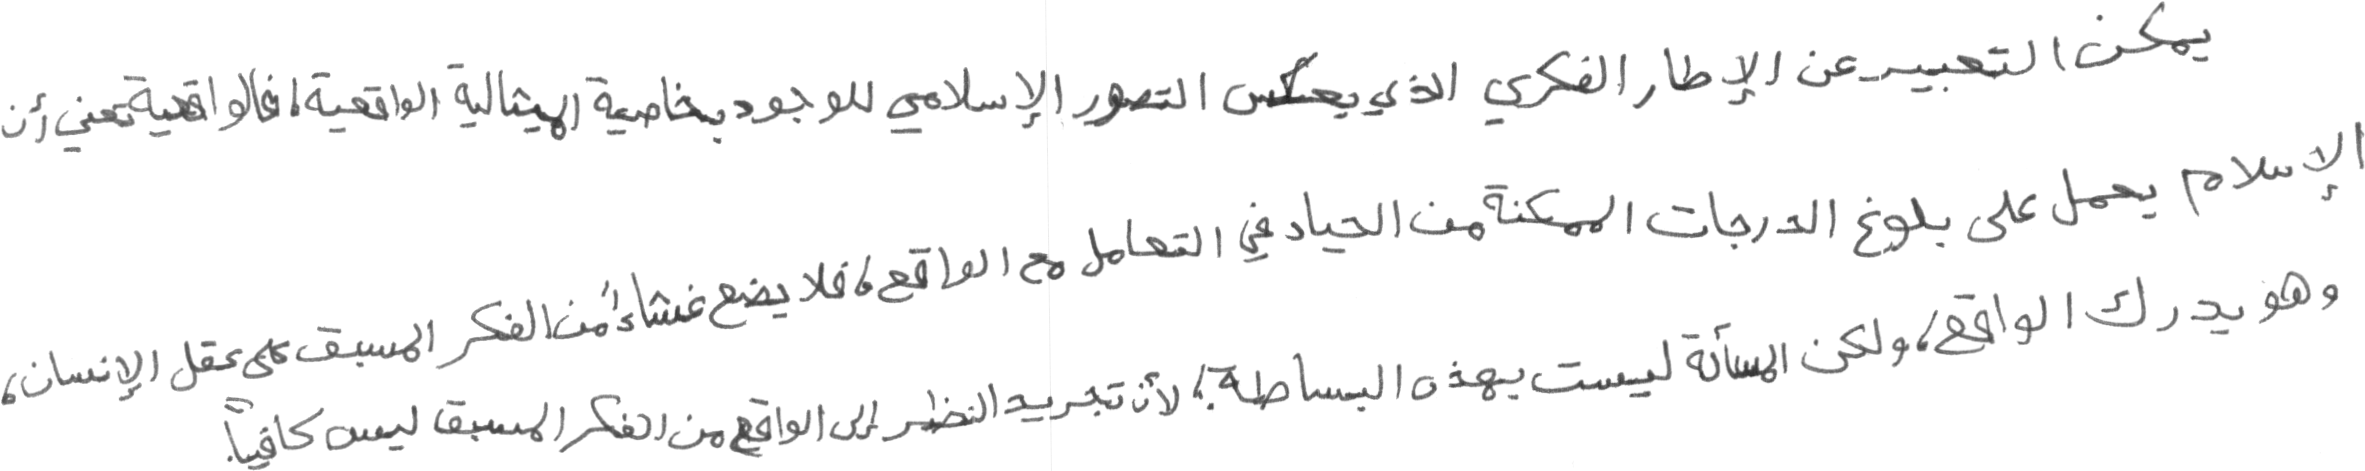 يمكن التعبير عن الإطار الفكري الذي يعكس التصور الإسلامي للوجود بخاصية المثالية الواقعية، فالواقعية تعني أن
الإسلام يعمل على بلوغ الدرجات الممكنة من الحياد في التعامل مع الواقع، فلا يضع غشاءً من الفكر المسبق على عقل الإنسان،
وهو يدرك الواقع، ولكن المسألة ليست بهذه البساطة؛ لأن تجريد النظر إلى الواقع من الفكر المسبق ليس كافياً.